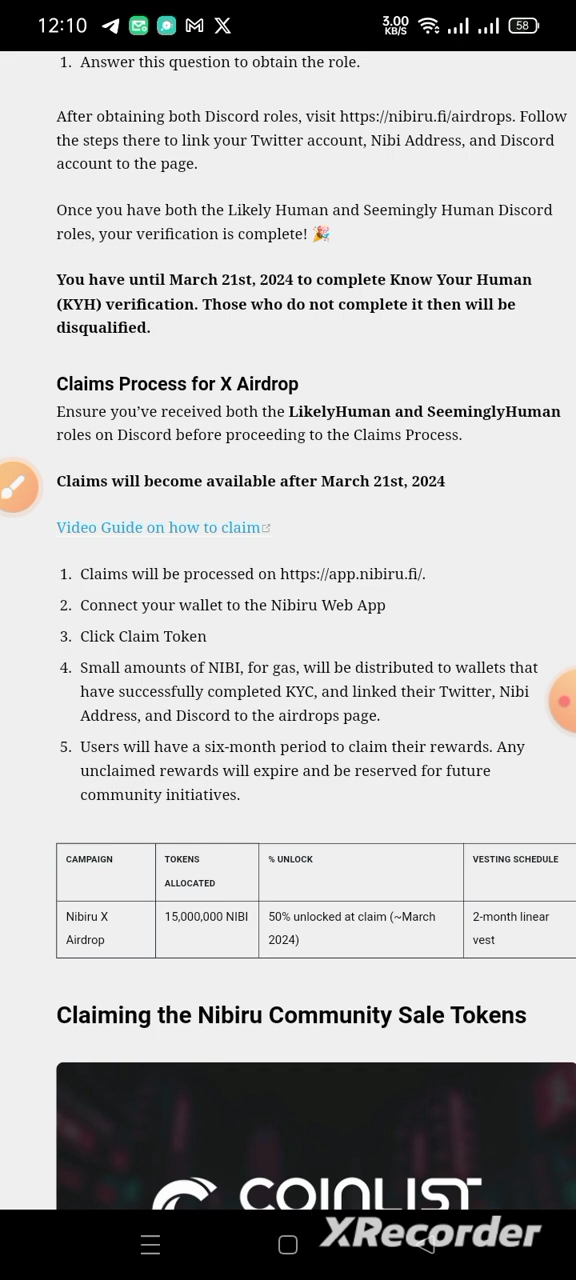 12:10
3.00
KB/S
58
1. Answer this question to obtain the role.
After obtaining both Discord roles, visit https://nibiru.fi/airdrops. Follow
the steps there to link your Twitter account, Nibi Address, and Discord
account to the page.
Once you have both the Likely Human and Seemingly Human Discord
roles, your verification is complete! 🎉
You have until March 21st, 2024 to complete Know Your Human
(KYH) verification. Those who do not complete it then will be
disqualified.
Claims Process for X Airdrop
Ensure you’ve received both the LikelyHuman and SeeminglyHuman
roles on Discord before proceeding to the Claims Process.
Claims will become available after March 21st, 2024
Video Guide on how to claim
1. Claims will be processed on https://app.nibiru.fi/.
2. Connect your wallet to the Nibiru Web App
3. Click Claim Token
4. Small amounts of NIBI, for gas, will be distributed to wallets that
have successfully completed KYC, and linked their Twitter, Nibi
Address, and Discord to the airdrops page.
5. Users will have a six-month period to claim their rewards. Any
unclaimed rewards will expire and be reserved for future
community initiatives.
CAMPAIGN
TOKENS
ALLOCATED
% UNLOCK
VESTING SCHEDULE
Nibiru X
Airdrop
15,000,000 NIBI
50% unlocked at claim (~March
2024)
2-month linear
vest
Claiming the Nibiru Community Sale Tokens
COINLIST
XRecorder